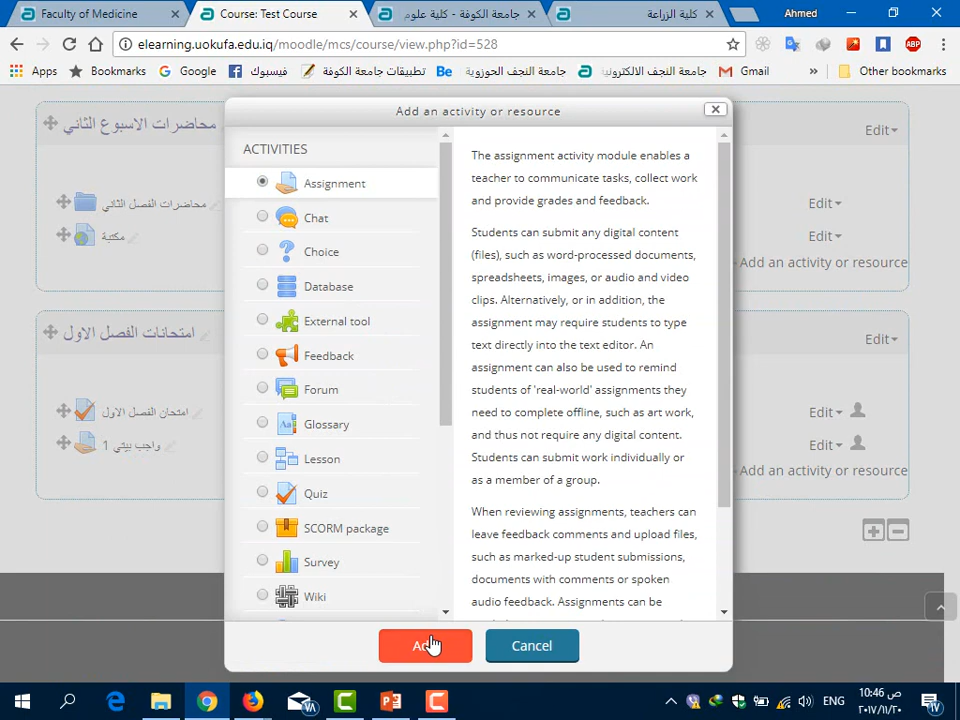 Faculty of Medicine
Course: Test Course
جامعة الكوفة - كلية علوم
كلية الزراعة
Ahmed
elearning.uokufa.edu.iq/moodle/mcs/course/view.php?id=528
Apps
Bookmarks
Google
فيسبوك
تطبيقات جامعة الكوفة
جامعة النجف الحوزوية
جامعة النجف الالكترونية
Gmail
»
Other bookmarks
محاضرات الاسبوع الثاني
Edit
محاضرات الفصل الثاني
Edit
مكتبة
Edit
Add an activity or resource
امتحانات الفصل الاول
Edit
امتحان الفصل الاول
Edit
واجب بيتي 1
Edit
Add an activity or resource
Add an activity or resource
ACTIVITIES
Assignment
Chat
Choice
Database
External tool
Feedback
Forum
Glossary
Lesson
Quiz
SCORM package
Survey
Wiki
The assignment activity module enables a
teacher to communicate tasks, collect work
and provide grades and feedback.
Students can submit any digital content
(files), such as word-processed documents,
spreadsheets, images, or audio and video
clips. Alternatively, or in addition, the
assignment may require students to type
text directly into the text editor. An
assignment can also be used to remind
students of 'real-world' assignments they
need to complete offline, such as art work,
and thus not require any digital content.
Students can submit work individually or
as a member of a group.
When reviewing assignments, teachers can
leave feedback comments and upload files,
such as marked-up student submissions,
documents with comments or spoken
audio feedback. Assignments can be
Cancel
ENG
10:46 ص
٢٠١٧/١١/٢٠